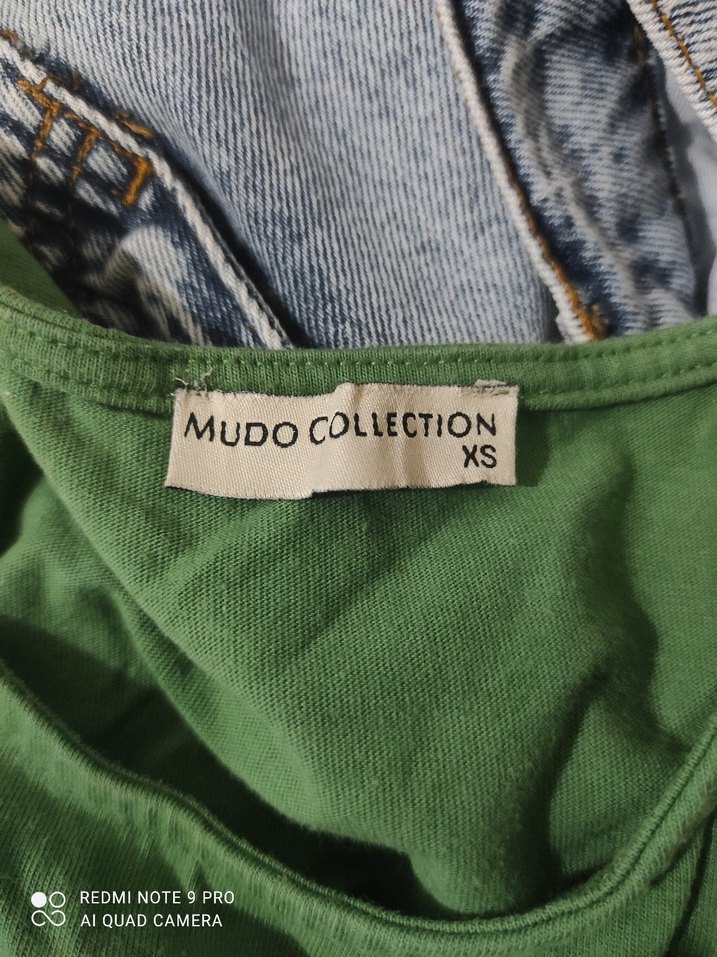 MUDO COLLECTION
XS
REDMI NOTE 9 PRO
AI QUAD CAMERA